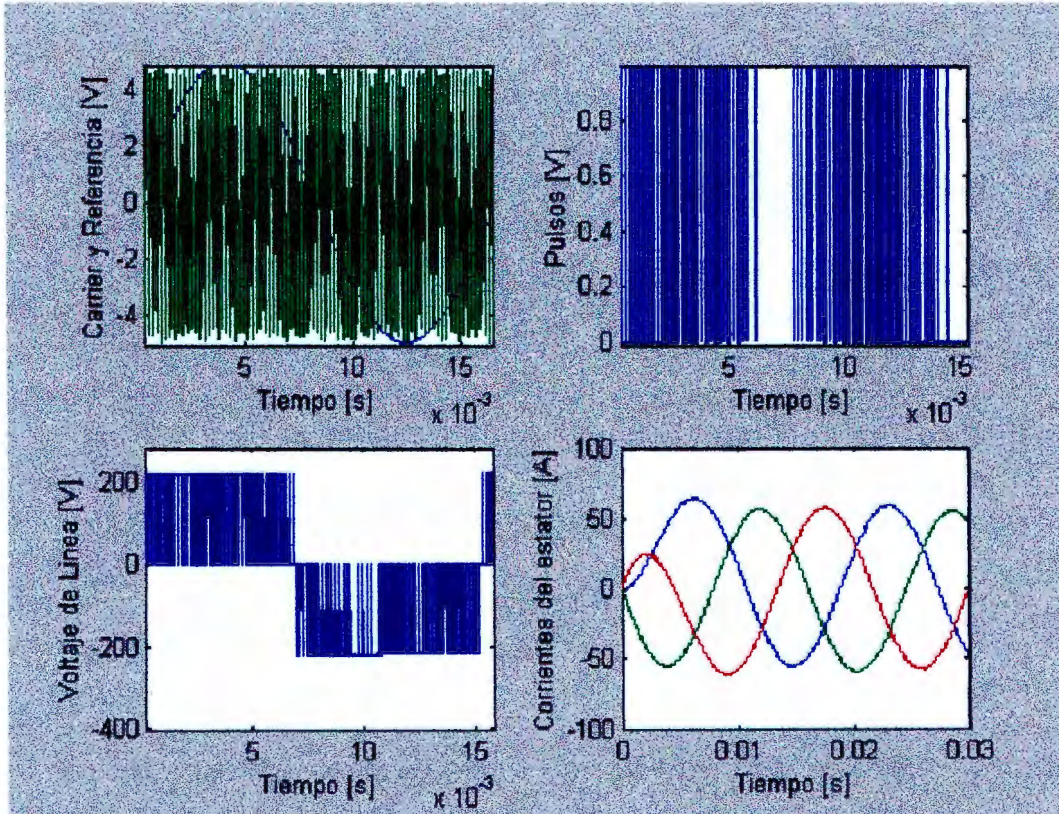 Carrier y Referencia [V]
4
2
0
-2
-4
5
10
15
Tiempo [s]
x 10-3
Pulsos [V]
0.8
0.6
0.4
0.2
0
5
10
15
Tiempo [s]
x 10-3
Voltaje de Línea [V]
200
0
-200
-400
5
10
15
Tiempo [s]
x 10-3
Corrientes del estator [A]
100
50
0
-50
-100
0
0.01
0.02
0.03
Tiempo [s]